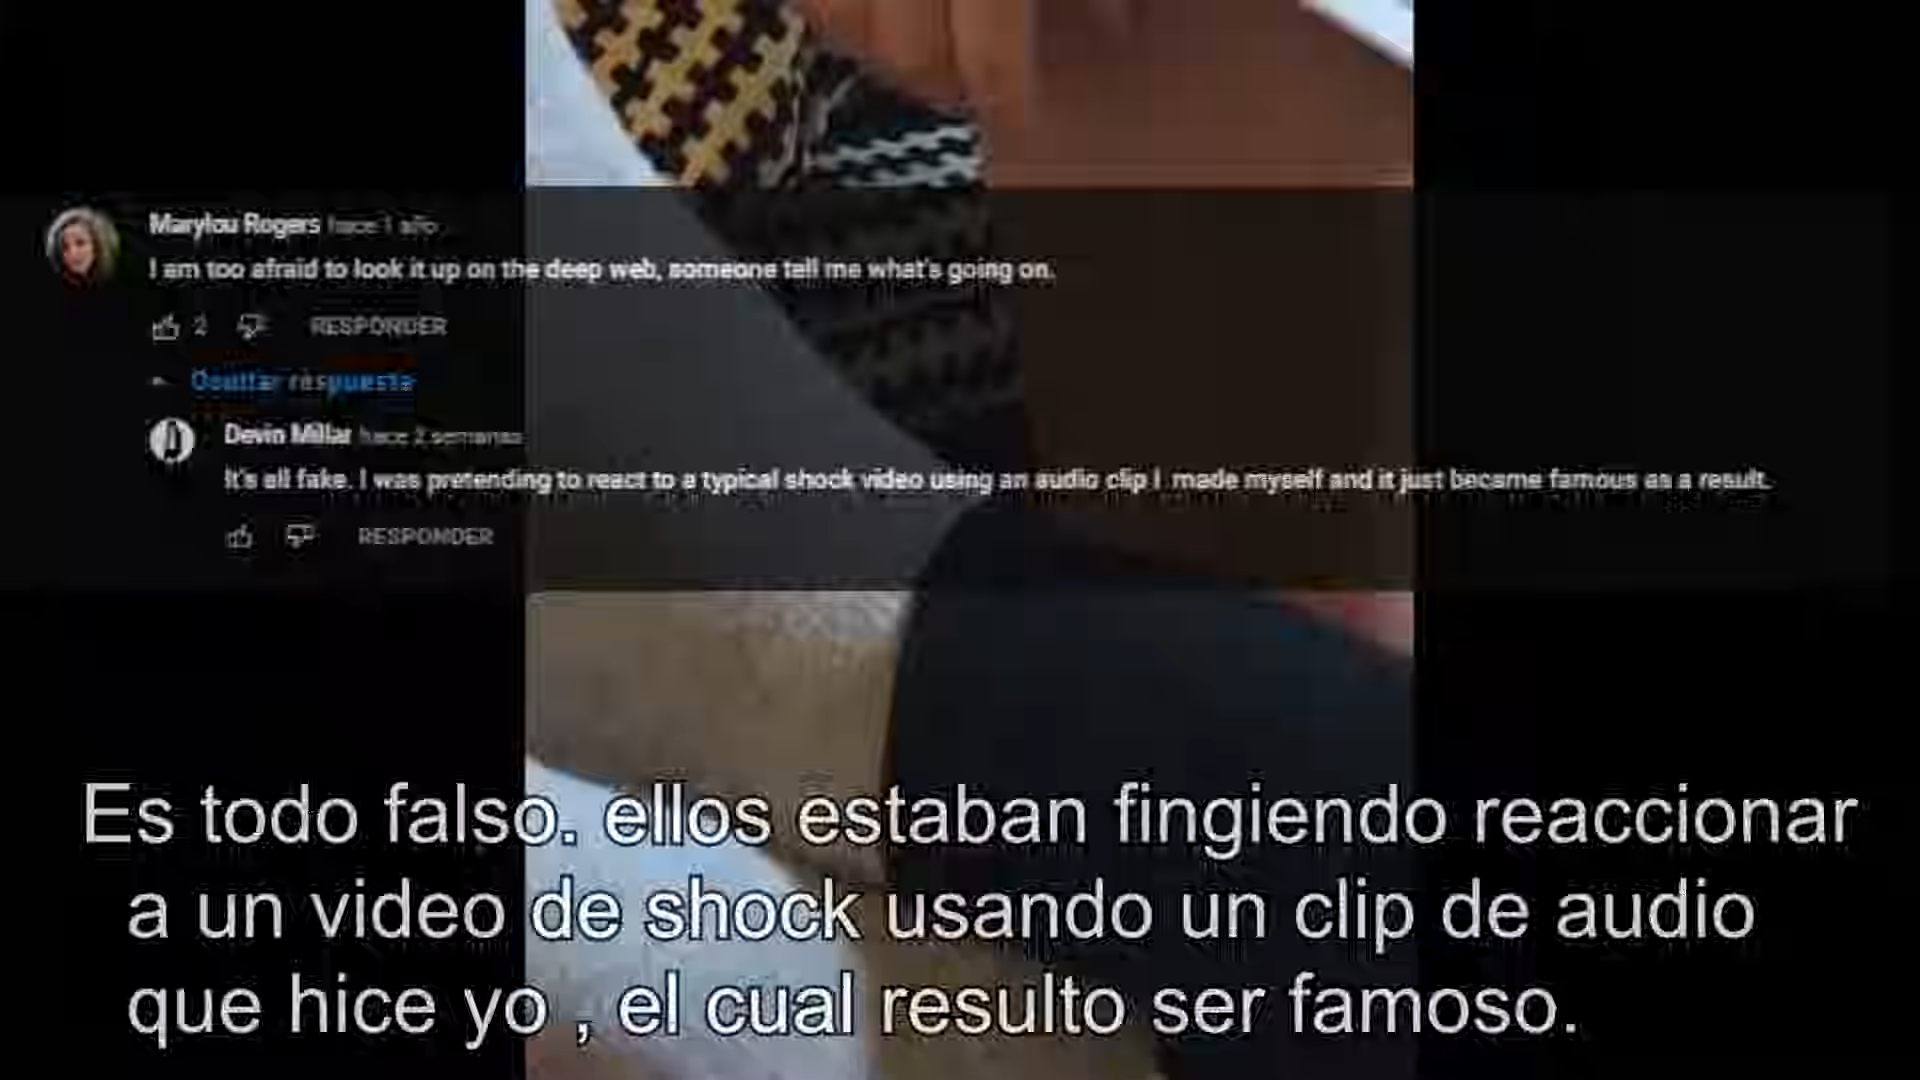 Marylou Rogers hace 1 año
I am too afraid to look it up on the deep web, someone tell me what's going on.
2 RESPONDER
Ocultar respuesta
Devin Millar hace 2 semanas
It's all fake. I was pretending to react to a typical shock video using an audio clip I made myself and it just became famous as a result.
RESPONDER
Es todo falso. ellos estaban fingiendo reaccionar
a un video de shock usando un clip de audio
que hice yo , el cual resulto ser famoso.